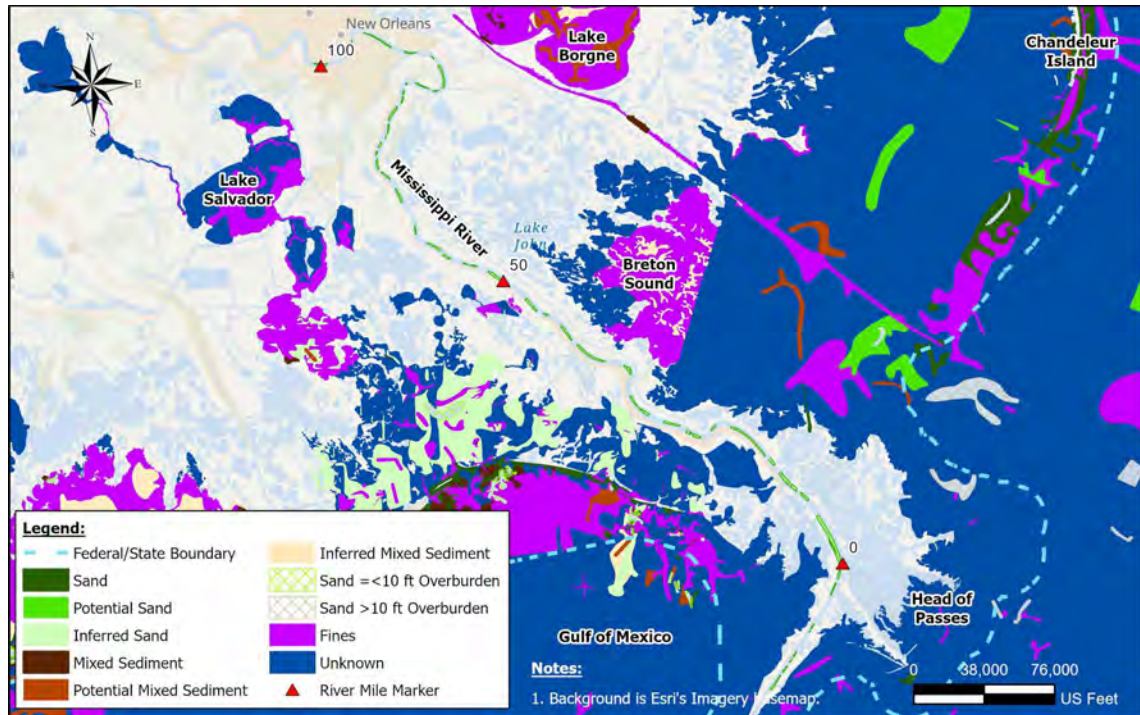 New Orleans
100
Lake
Borgne
Chandeleur
Island
N
E
S
Lake
Salvador
Mississippi River
Lake
John
50
Breton
Sound
0
Head of
Passes
Gulf of Mexico
Legend:
Federal/State Boundary
Sand
Potential Sand
Inferred Sand
Mixed Sediment
Potential Mixed Sediment
Inferred Mixed Sediment
Sand =<10 ft Overburden
Sand >10 ft Overburden
Fines
Unknown
River Mile Marker
Notes:
1. Background is Esri's Imagery basemap.
0 38,000 76,000
US Feet